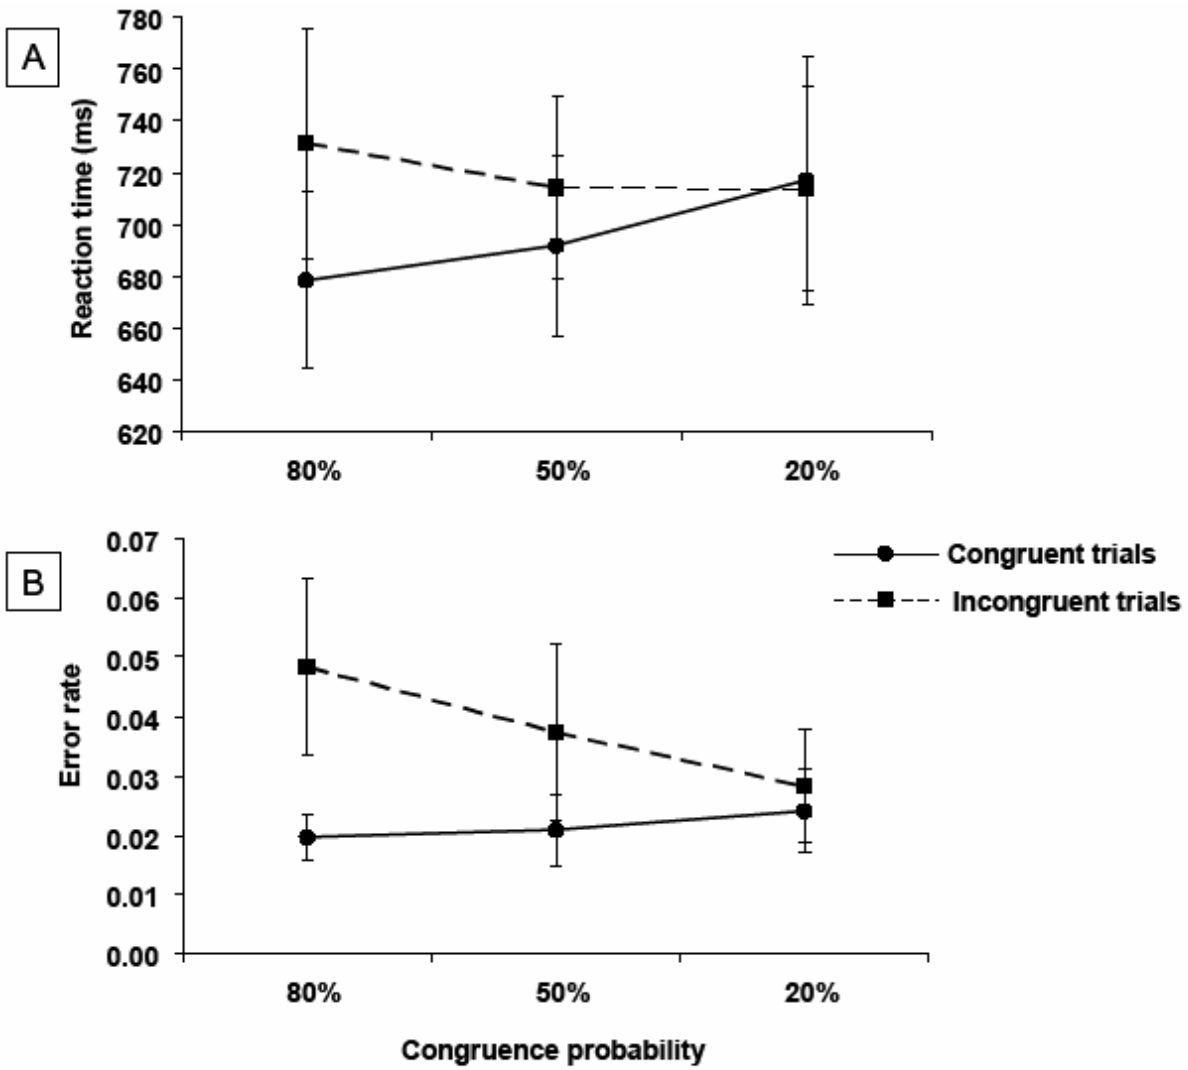 A
Reaction time (ms)
780
760
740
720
700
680
660
640
620
80% 50% 20%
B
Error rate
0.07
0.06
0.05
0.04
0.03
0.02
0.01
0.00
80% 50% 20%
Congruence probability
Congruent trials
Incongruent trials